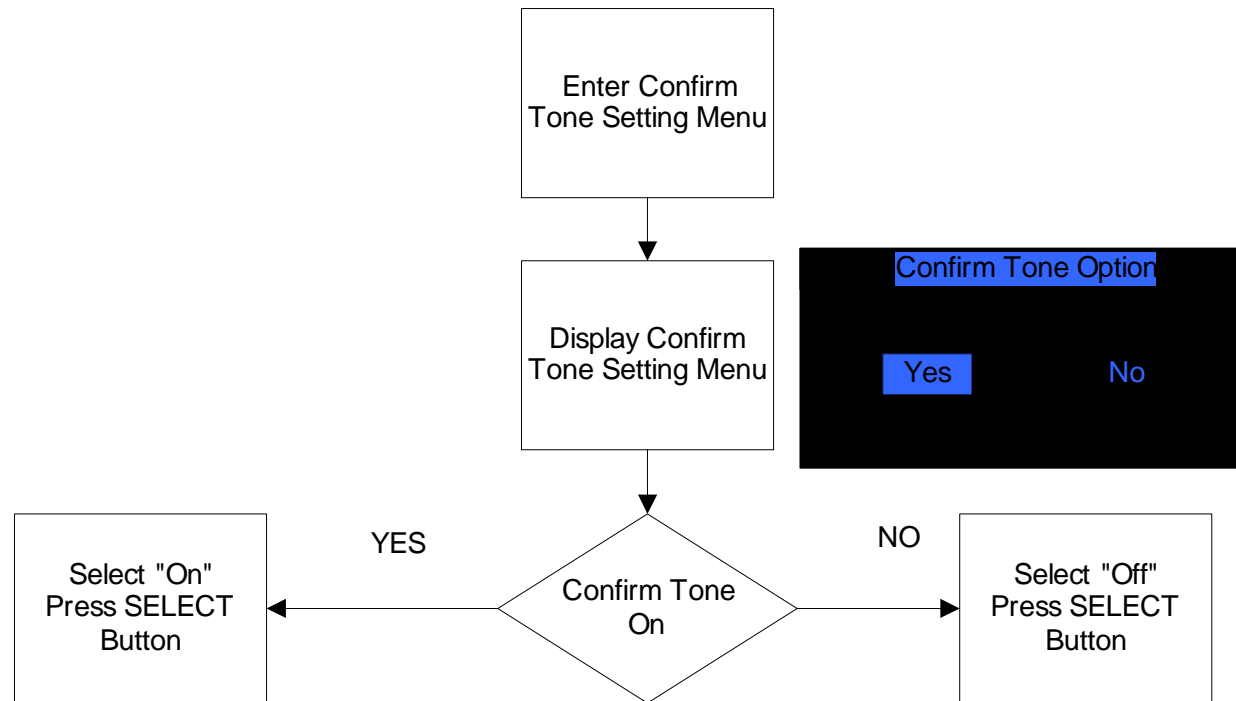 Enter Confirm
Tone Setting Menu
Display Confirm
Tone Setting Menu
Confirm Tone Option
Yes
No
YES
NO
Select "On"
Press SELECT
Button
Confirm Tone
On
Select "Off"
Press SELECT
Button